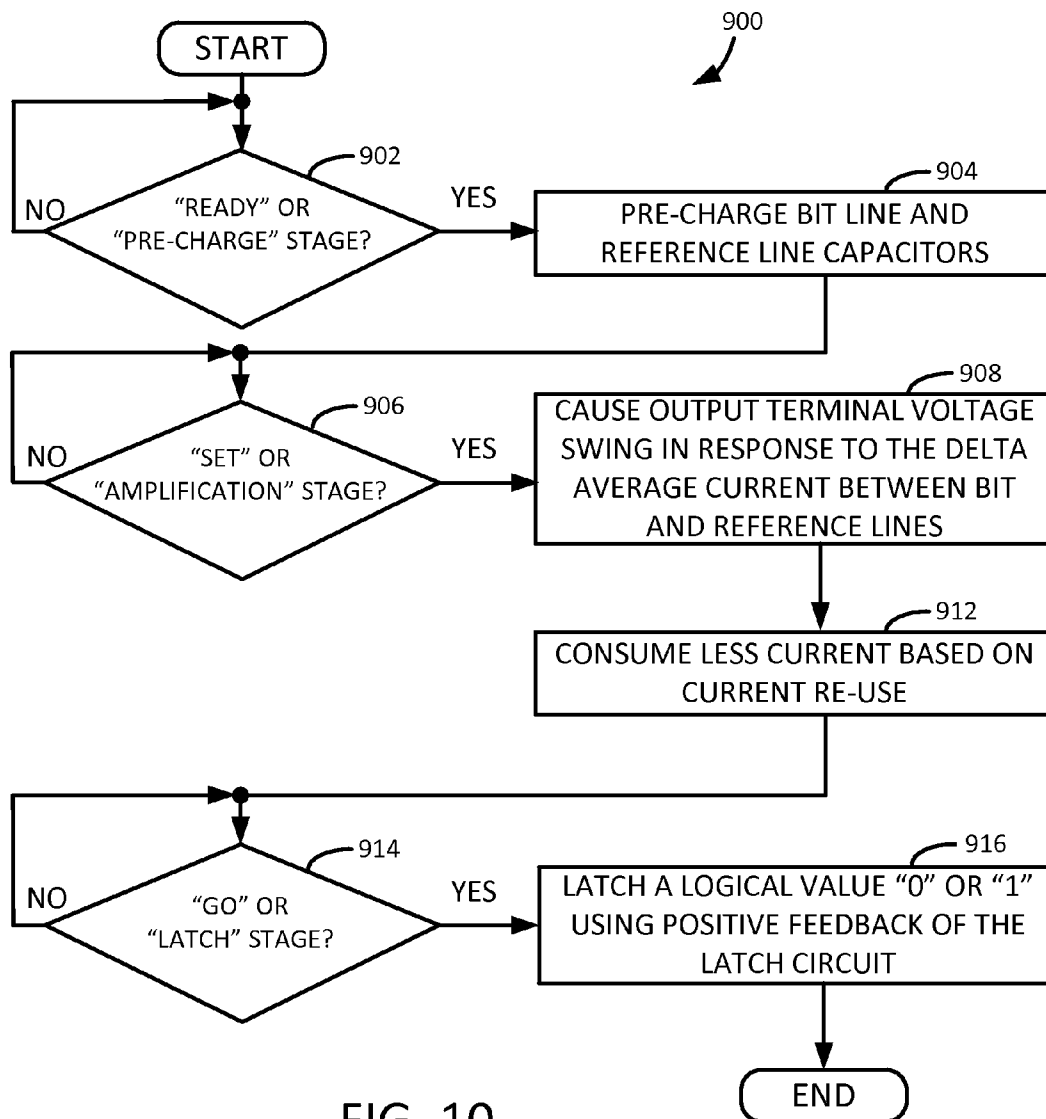 900
START
902
“READY” OR
“PRE-CHARGE” STAGE?
NO
YES
904
PRE-CHARGE BIT LINE AND
REFERENCE LINE CAPACITORS
906
“SET” OR
“AMPLIFICATION” STAGE?
NO
YES
908
CAUSE OUTPUT TERMINAL VOLTAGE
SWING IN RESPONSE TO THE DELTA
AVERAGE CURRENT BETWEEN BIT
AND REFERENCE LINES
912
CONSUME LESS CURRENT BASED ON
CURRENT RE-USE
914
“GO” OR
“LATCH” STAGE?
NO
YES
916
LATCH A LOGICAL VALUE “0” OR “1”
USING POSITIVE FEEDBACK OF THE
LATCH CIRCUIT
END
FIG. 10